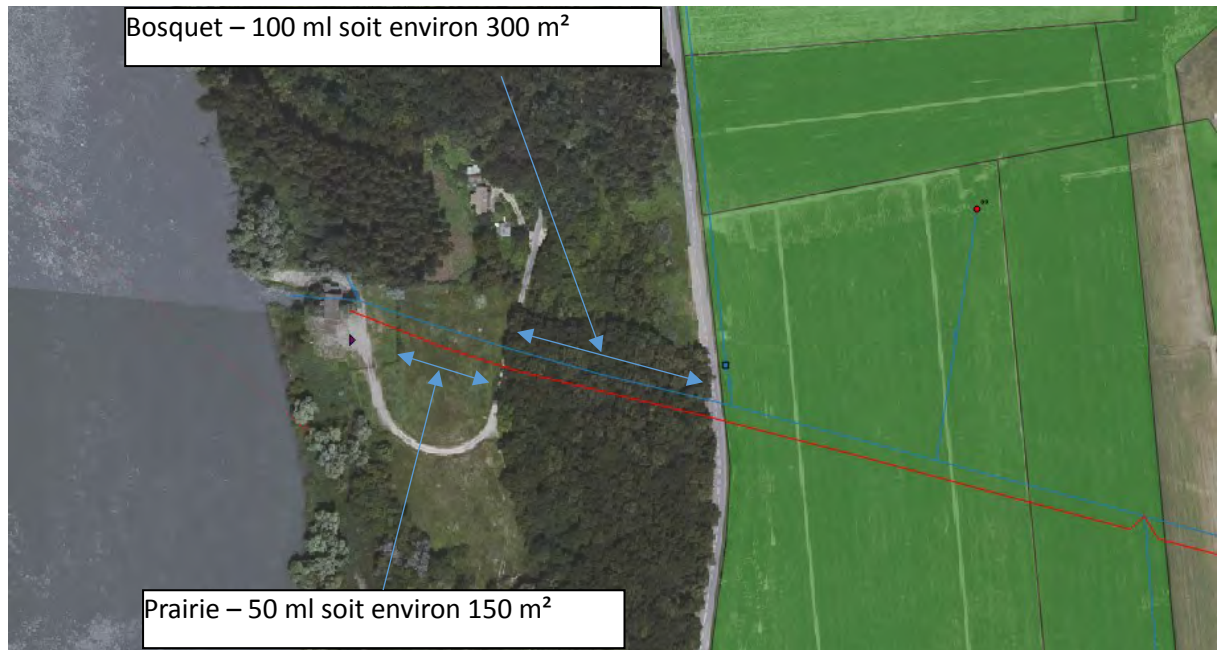 Bosquet – 100 ml soit environ 300 m²
Prairie – 50 ml soit environ 150 m²